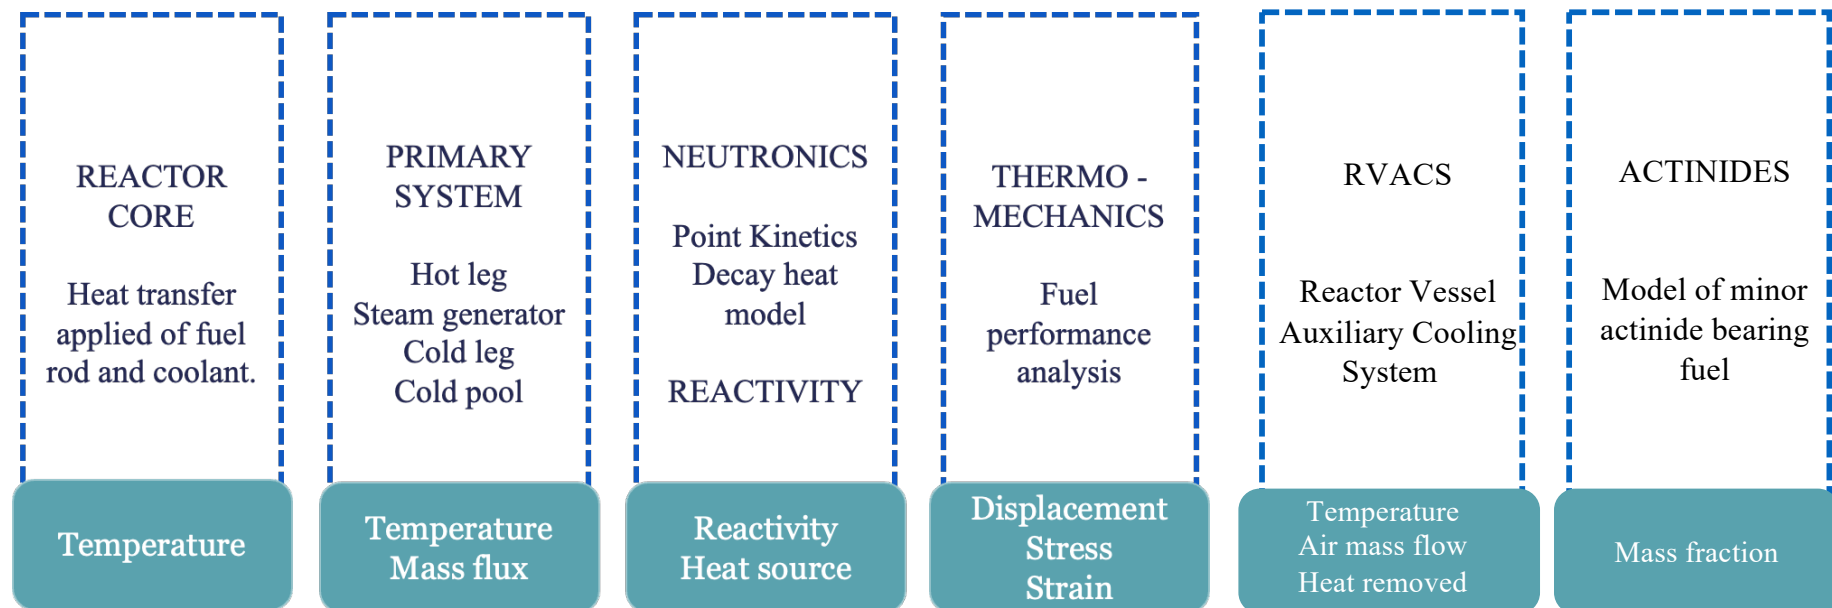 REACTOR
CORE
Heat transfer
applied of fuel
rod and coolant.
Temperature
PRIMARY
SYSTEM
Hot leg
Steam generator
Cold leg
Cold pool
Temperature
Mass flux
NEUTRONICS
Point Kinetics
Decay heat
model
REACTIVITY
Reactivity
Heat source
THERMO -
MECHANICS
Fuel
performance
analysis
Displacement
Stress
Strain
RVACS
Reactor Vessel
Auxiliary Cooling
System
Temperature
Air mass flow
Heat removed
ACTINIDES
Model of minor
actinide bearing
fuel
Mass fraction